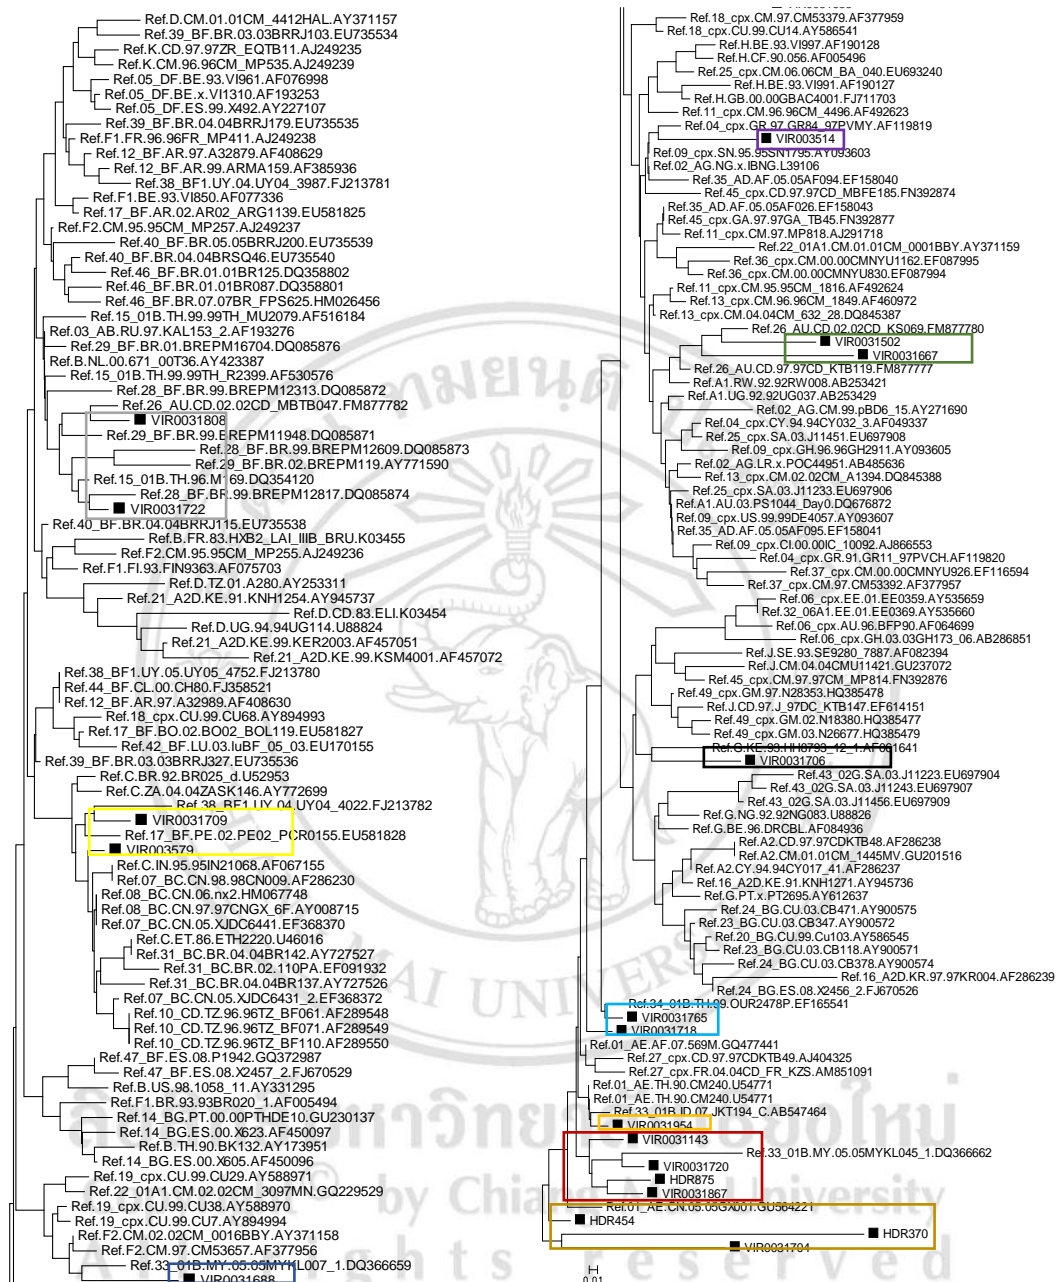 Ref.D.CM.01.01CM_4412HAL.AY371157
Ref.39_BF.BR.03.03BRRJ103.EU735534
Ref.K.CD.97.97ZR_EQTB11.AJ249235
Ref.K.CM.96.96CM_MP535.AJ249239
Ref.05_DF.BE.93.VI961.AF076998
Ref.05_DF.BE.x.VI1310.AF193253
Ref.05_DF.ES.99.X492.AY227107
Ref.39_BF.BR.04.04BRRJ179.EU735535
Ref.F1.FR.96.96FR_MP411.AJ249238
Ref.12_BF.AR.97.A32879.AF408629
Ref.12_BF.AR.99.ARMA159.AF385936
Ref.38_BF1.UY.04.UY04_3987.FJ213781
Ref.F1.BE.93.VI850.AF077336
Ref.17_BF.AR.02.AR02_ARG1139.EU581825
Ref.F2.CM.95.95CM_MP257.AJ249237
Ref.40_BF.BR.05.05BRRJ200.EU735539
Ref.40_BF.BR.04.04BRSQ46.EU735540
Ref.46_BF.BR.01.01BR125.DQ358802
Ref.46_BF.BR.01.01BR087.DQ358801
Ref.46_BF.BR.07.07BR_FPS625.HM026456
Ref.15_01B.TH.99.99TH_MU2079.AF516184
Ref.03_AB.RU.97.KAL153_2.AF193276
Ref.29_BF.BR.01.BREPM16704.DQ085876
Ref.B.NL.00.671_00T36.AY423387
Ref.15_01B.TH.99.99TH_R2399.AF530576
Ref.28_BF.BR.99.BREPM12313.DQ085872
Ref.26_AU.CD.02.02CD_MBTB047.FM877782
VIR0031808
Ref.29_BF.BR.99.BREPM11948.DQ085871
Ref.28_BF.BR.99.BREPM12609.DQ085873
Ref.29_BF.BR.02.BREPM119.AY771590
Ref.15_01B.TH.96.M169.DQ354120
Ref.28_BF.BR.99.BREPM12817.DQ085874
VIR0031722
Ref.40_BF.BR.04.04BRRJ115.EU735538
Ref.B.FR.83.HXB2_LAI_IIIB_BRU.K03455
Ref.F2.CM.95.95CM_MP255.AJ249236
Ref.F1.FI.93.FIN9363.AF075703
Ref.D.TZ.01.A280.AY253311
Ref.21_A2D.KE.91.KNH1254.AY945737
Ref.D.CD.83.ELI.K03454
Ref.D.UG.94.94UG114.U88824
Ref.21_A2D.KE.99.KER2003.AF457051
Ref.21_A2D.KE.99.KSM4001.AF457072
Ref.38_BF1.UY.05.UY05_4752.FJ213780
Ref.44_BF.CL.00.CH80.FJ358521
Ref.12_BF.AR.97.A32989.AF408630
Ref.18_cpx.CU.99.CU68.AY894993
Ref.17_BF.BO.02.BO02_BOL119.EU581827
Ref.42_BF.LU.03.luBF_05_03.EU170155
Ref.39_BF.BR.03.03BRRJ327.EU735536
Ref.C.BR.92.BR025_d.U52953
Ref.C.ZA.04.04ZASK146.AY772699
Ref.38_BF1.UY.04.UY04_4022.FJ213782
VIR0031709
Ref.17_BF.PE.02.PE02_PCR0155.EU581828
VIR003579
Ref.C.IN.95.95IN21068.AF067155
Ref.07_BC.CN.98.98CN009.AF286230
Ref.08_BC.CN.06.nx2.HM067748
Ref.08_BC.CN.97.97CNGX_6F.AY008715
Ref.07_BC.CN.05.XJDC6441.EF368370
Ref.C.ET.86.ETH2220.U46016
Ref.31_BC.BR.04.04BR142.AY727527
Ref.31_BC.BR.02.110PA.EF091932
Ref.31_BC.BR.04.04BR137.AY727526
Ref.07_BC.CN.05.XJDC6431_2.EF368372
Ref.10_CD.TZ.96.96TZ_BF061.AF289548
Ref.10_CD.TZ.96.96TZ_BF071.AF289549
Ref.10_CD.TZ.96.96TZ_BF110.AF289550
Ref.47_BF.ES.08.P1942.GQ372987
Ref.47_BF.ES.08.X2457_2.FJ670529
Ref.B.US.98.1058_11.AY331295
Ref.F1.BR.93.93BR020_1.AF005494
Ref.14_BG.PT.00.00PTHDE10.GU230137
Ref.14_BG.ES.00.X623.AF450097
Ref.B.TH.90.BK132.AY173951
Ref.14_BG.ES.00.X605.AF450096
Ref.19_cpx.CU.99.CU29.AY588971
Ref.22_01A1.CM.02.02CM_3097MN.GQ229529
Ref.19_cpx.CU.99.CU38.AY588970
Ref.19_cpx.CU.99.CU7.AY894994
Ref.F2.CM.02.02CM_0016BBY.AY371158
Ref.F2.CM.97.CM53657.AF377956
Ref.33_01B.MY.05.05MYKL007_1.DQ366659
VIR0031688
Ref.18_cpx.CM.97.CM53379.AF377959
Ref.18_cpx.CU.99.CU14.AY586541
Ref.H.BE.93.VI997.AF190128
Ref.H.CF.90.056.AF005496
Ref.25_cpx.CM.06.06CM_BA_040.EU693240
Ref.H.BE.93.VI991.AF190127
Ref.H.GB.00.00GBAC4001.FJ711703
Ref.11_cpx.CM.96.96CM_4496.AY492623
Ref.04_cpx.GR.97.GR84_97PVMY.AF119819
VIR003514
Ref.09_cpx.SN.95.95SN1795.AY093603
Ref.02_AG.NG.x.IBNG.L39106
Ref.35_AD.AF.05.05AF094.EF158040
Ref.45_cpx.CD.97.97CD_MBFE185.FN392874
Ref.35_AD.AF.05.05AF026.EF158043
Ref.45_cpx.GA.97.97GA_TB45.FN392877
Ref.11_cpx.CM.97.MP818.AJ291718
Ref.22_01A1.CM.01.01CM_0001BBY.AY371159
Ref.36_cpx.CM.00.00CMNYU1162.EF087995
Ref.36_cpx.CM.00.00CMNYU830.EF087994
Ref.11_cpx.CM.95.95CM_1816.AF492624
Ref.13_cpx.CM.96.96CM_1849.AF460972
Ref.13_cpx.CM.04.04CM_632_28.DQ845387
Ref.26_AU.CD.02.02CD_KS069.FM877780
VIR0031502
VIR0031667
Ref.26_AU.CD.97.97CD_KTB119.FM877777
Ref.A1.RW.92.92RW008.AB253421
Ref.A1.UG.92.92UG037.AB253429
Ref.02_AG.CM.99.pBD6_15.AY271690
Ref.04_cpx.CY.94.94CY032_3.AF049337
Ref.25_cpx.SA.03.J11451.EU697908
Ref.09_cpx.GH.96.96GH2911.AY093605
Ref.02_AG.LR.x.POC44951.AB485636
Ref.13_cpx.CM.02.02CM_A1394.DQ845388
Ref.25_cpx.SA.03.J11233.EU697906
Ref.A1.AU.03.PS1044_Day0.DQ676872
Ref.09_cpx.US.99.99DE4057.AY093607
Ref.35_AD.AF.05.05AF095.EF158041
Ref.09_cpx.CI.00.00IC_10092.AJ866553
Ref.04_cpx.GR.91.GR11_97PVCH.AF119820
Ref.37_cpx.CM.00.00CMNYU926.EF116594
Ref.37_cpx.CM.97.CM53392.AF377957
Ref.06_cpx.EE.01.EE0359.AY535659
Ref.32_06A1.EE.01.EE0369.AY535660
Ref.06_cpx.AU.96.BFP90.AF064699
Ref.06_cpx.GH.03.03GH173_06.AB286851
Ref.J.SE.93.SE9280_7887.AF082394
Ref.J.CM.04.04CMU11421.GU237072
Ref.45_cpx.CM.97.97CM_MP814.FN392876
Ref.49_cpx.GM.97.N28353.HQ385478
Ref.J.CD.97.J_97DC_KTB147.EF614151
Ref.49_cpx.GM.02.N18380.HQ385477
Ref.49_cpx.GM.03.N26677.HQ385479
Ref.G.KE.93.HH8793_12_1.AF061641
VIR0031706
Ref.43_02G.SA.03.J11223.EU697904
Ref.43_02G.SA.03.J11243.EU697907
Ref.43_02G.SA.03.J11456.EU697909
Ref.G.NG.92.92NG083.U88826
Ref.G.BE.96.DRCBL.AF084936
Ref.A2.CD.97.97CDKTB48.AF286238
Ref.A2.CM.01.01CM_1445MV.GU201516
Ref.A2.CY.94.94CY017_41.AF286237
Ref.16_A2D.KE.91.KNH1271.AY945736
Ref.G.PT.x.PT2695.AY612637
Ref.24_BG.CU.03.CB471.AY900575
Ref.23_BG.CU.03.CB347.AY900572
Ref.20_BG.CU.99.Cu103.AY586545
Ref.23_BG.CU.03.CB118.AY900571
Ref.24_BG.CU.03.CB378.AY900574
Ref.16_A2D.KR.97.97KR004.AF286239
Ref.24_BG.ES.08.X2456_2.FJ670526
Ref.34_01B.TH.99.OUR2478P.EF165541
VIR0031765
VIR0031718
Ref.01_AE.AF.07.569M.GQ477441
Ref.27_cpx.CD.97.97CDKTB49.AJ404325
Ref.27_cpx.FR.04.04CD_FR_KZS.AM851091
Ref.01_AE.TH.90.CM240.U54771
Ref.01_AE.TH.90.CM240.U54771
Ref.33_01B.ID.07.JKT194_C.AB547464
VIR0031954
VIR0031143
Ref.33_01B.MY.05.05MYKL045_1.DQ366662
VIR0031720
HDR875
VIR0031867
Ref.01_AE.CN.05.05GX001.GU564221
HDR454
HDR370
VIR0031704
0.01